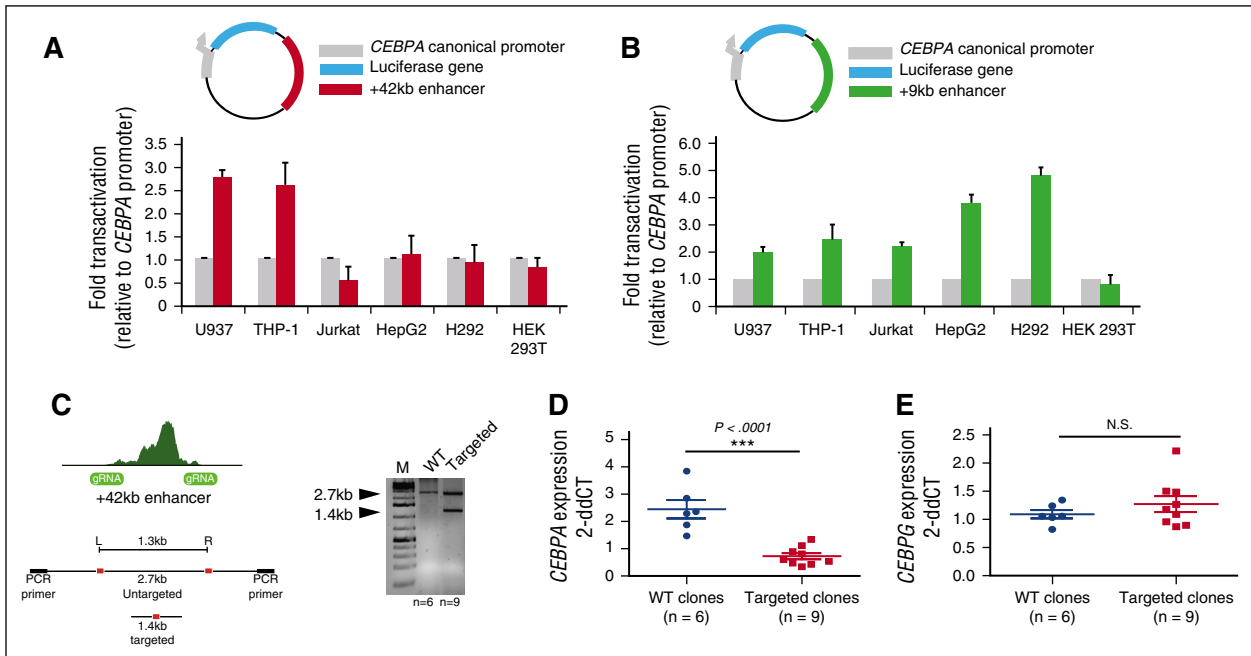 A
CEBPA canonical promoter
Luciferase gene
+42kb enhancer
Fold transactivation
(relative to CEBPA promoter)
3.5
3.0
2.5
2.0
1.5
1.0
0.5
0
U937
THP-1
Jurkat
HepG2
H292
HEK
293T
B
CEBPA canonical promoter
Luciferase gene
+9kb enhancer
Fold transactivation
(relative to CEBPA promoter)
6.0
5.0
4.0
2.0
1.0
0
U937
THP-1
Jurkat
HepG2
H292
HEK 293T
C
gRNA
gRNA
+42kb enhancer
L
1.3kb
R
PCR
primer
2.7kb
Untargeted
PCR
primer
1.4kb
targeted
M
WT
Targeted
2.7kb
1.4kb
n=6
n=9
D
CEBPA expression
2-ddCT
P < .0001
***
5
4
3
2
1
0
WT clones
(n = 6)
Targeted clones
(n = 9)
E
CEBPG expression
2-ddCT
N.S.
2.5
2.0
1.5
1.0
0.5
0.0
WT clones
(n = 6)
Targeted clones
(n = 9)